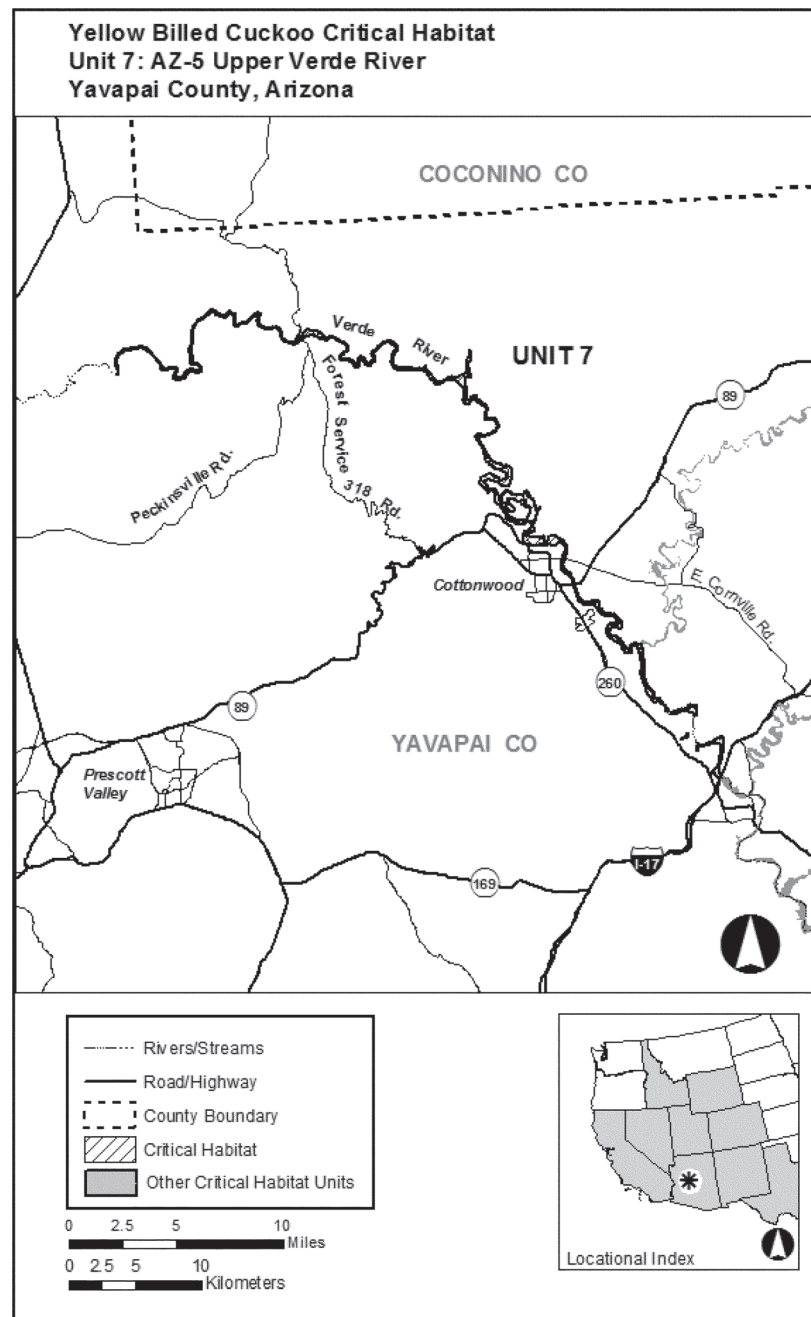 Yellow Billed Cuckoo Critical Habitat
Unit 7: AZ-5 Upper Verde River
Yavapai County, Arizona
COCONINO CO
Verde River
UNIT 7
89
Forest Service 318 Rd.
Peckinsville Rd.
Cottonwood
E. Cornville Rd.
260
89
YAVAPAI CO
Prescott
Valley
I-17
169
Rivers/Streams
Road/Highway
County Boundary
Critical Habitat
Other Critical Habitat Units
0 2.5 5 10
Miles
0 2.5 5 10
Kilometers
Locational Index